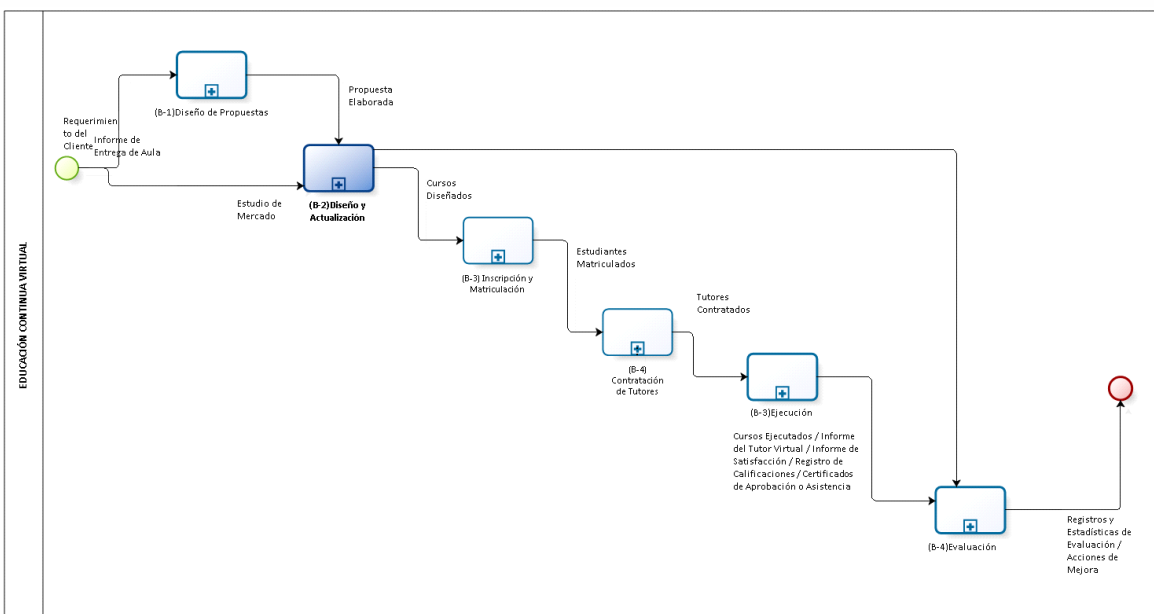 EDUCACIÓN CONTINUA VIRTUAL
(B-1)Diseño de Propuestas
Propuesta
Elaborada
Requerimien
to del
Cliente
Informe de
Entrega de Aula
Estudio de
Mercado
(B-2)Diseño y
Actualización
Cursos
Diseñados
(B-3) Inscripción y
Matriculación
Estudiantes
Matriculados
(B-4)
Contratación
de Tutores
Tutores
Contratados
(B-3)Ejecución
Cursos Ejecutados / Informe
del Tutor Virtual / Informe de
Satisfacción / Registro de
Calificaciones / Certificados
de Aprobación o Asistencia
(B-4)Evaluación
Registros y
Estadísticas de
Evaluación /
Acciones de
Mejora